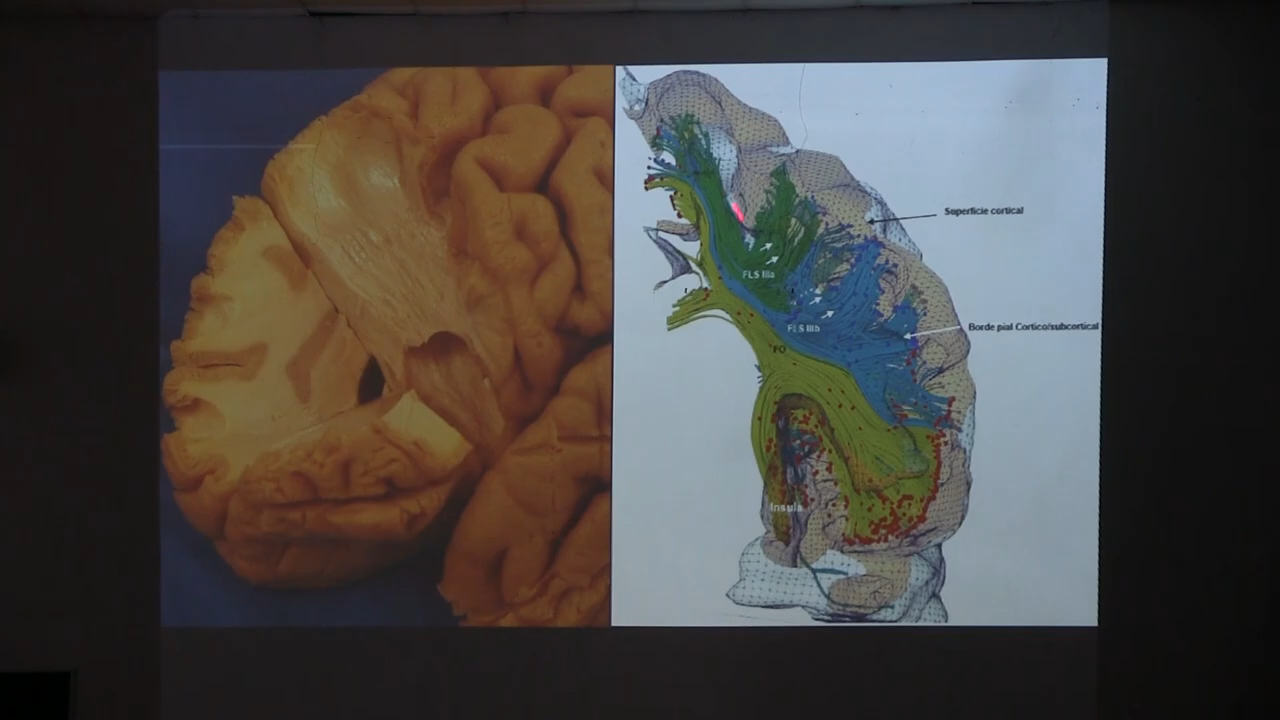 Superficie cortical
FLS IIIa
FLS IIIb
Borde pial Cortico/subcortical
FO
Insula